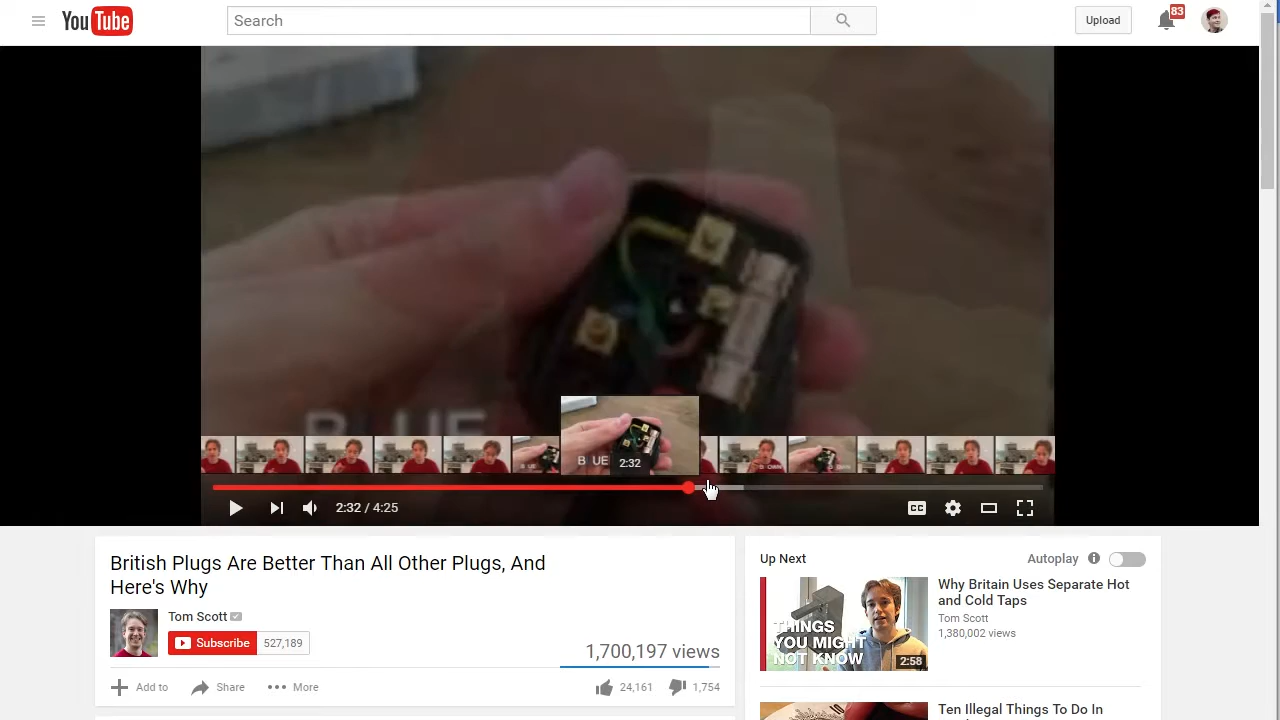 YouTube
Search
Upload
83
B UE
B UE
2:32
2:32 / 4:25
CC
British Plugs Are Better Than All Other Plugs, And
Here's Why
Tom Scott
Subscribe 527,189
1,700,197 views
Add to Share More 24,161 1,754
Up Next Autoplay
THINGS
YOU MIGHT
NOT KNOW
2:58
Why Britain Uses Separate Hot
and Cold Taps
Tom Scott
1,380,002 views
Ten Illegal Things To Do In